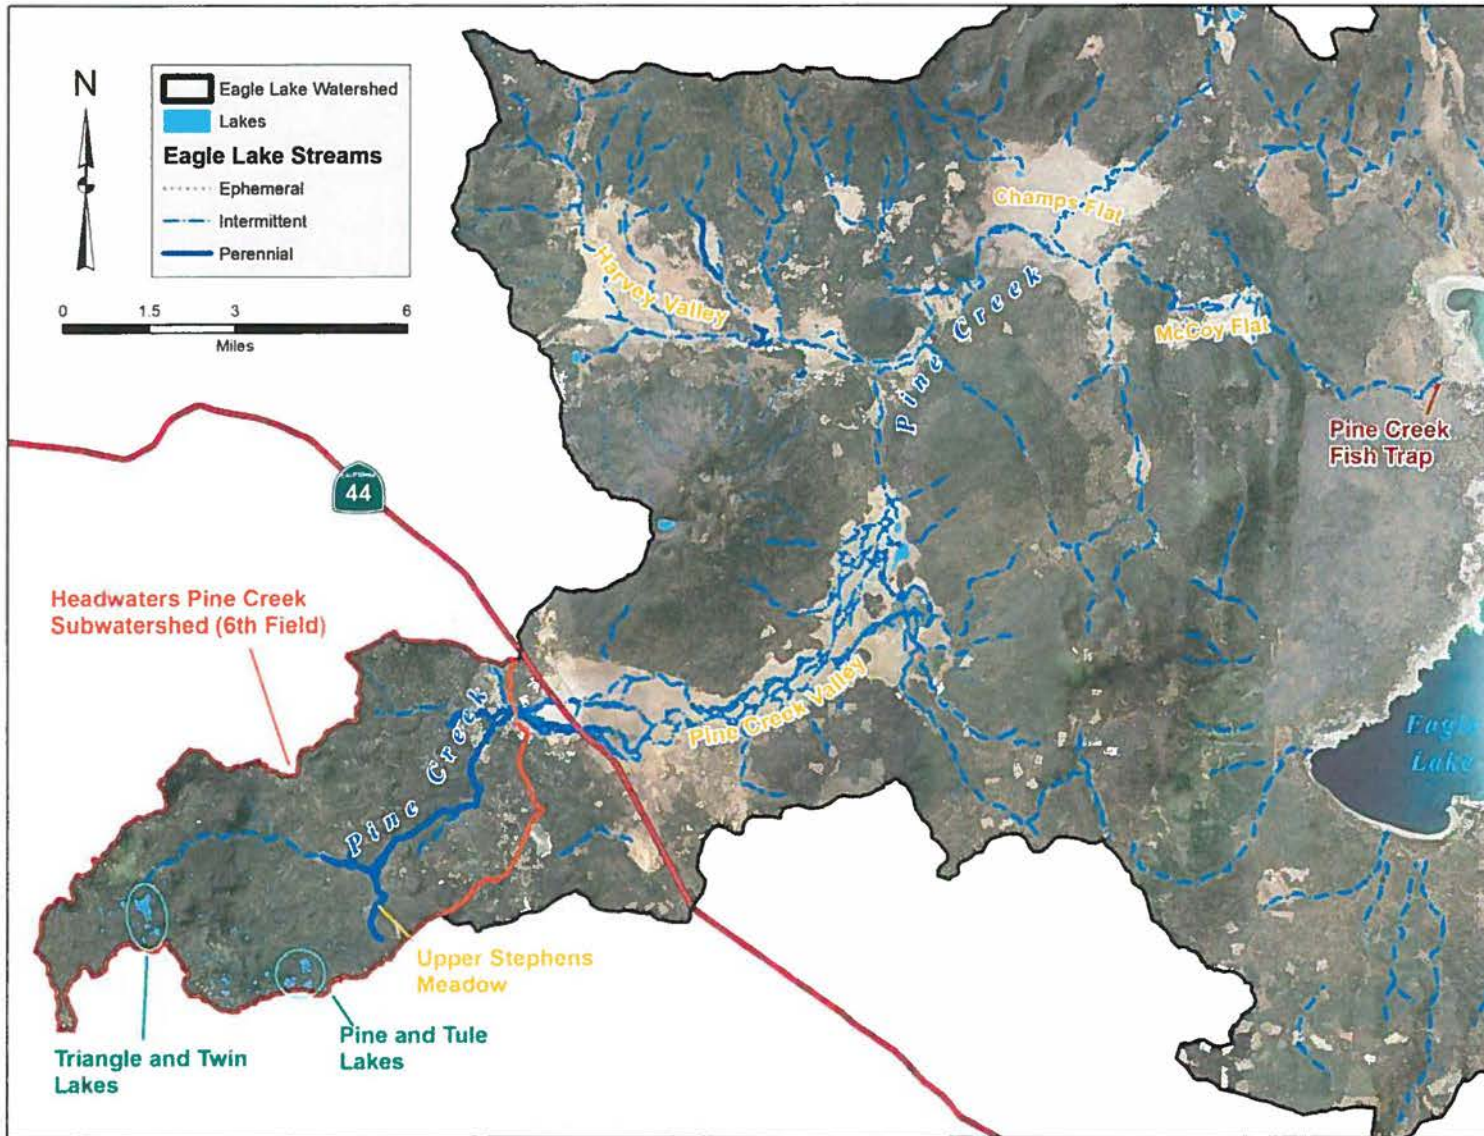 N
Eagle Lake Watershed
Lakes
Eagle Lake Streams
Ephemeral
Intermittent
Perennial
0 1.5 3 6
Miles
Champs Flat
Harvey Valley
Pine Creek
McCoy Flat
Pine Creek
Fish Trap
44
Headwaters Pine Creek
Subwatershed (6th Field)
Pine Creek Valley
Pine Creek
Eagle
Lake
Upper Stephens
Meadow
Pine and Tule
Lakes
Triangle and Twin
Lakes